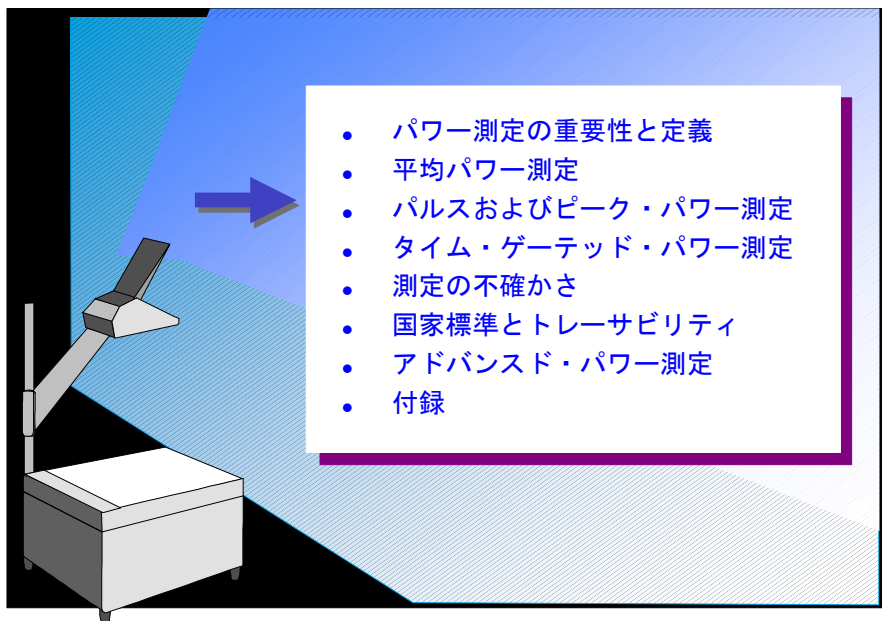 ● パワー測定の重要性と定義
● 平均パワー測定
● パルスおよびピーク・パワー測定
● タイム・ゲーテッド・パワー測定
● 測定の不確かさ
● 国家標準とトレーサビリティ
● アドバンスド・パワー測定
● 付録